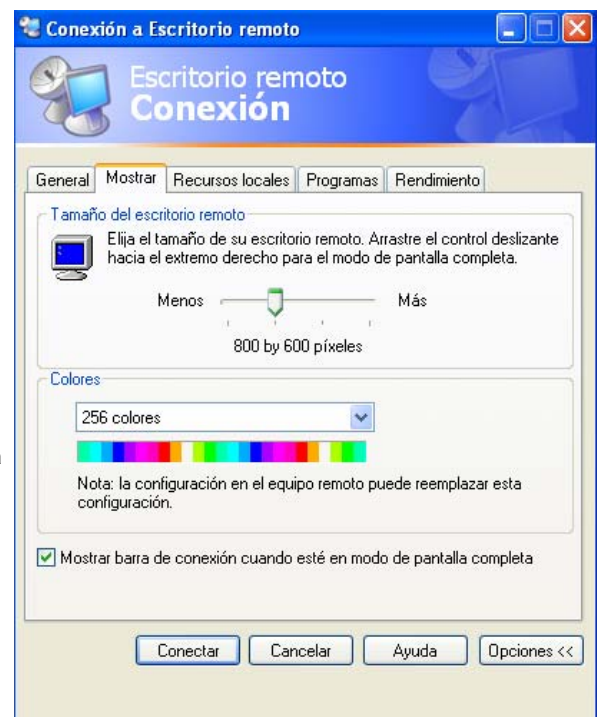 Conexión a Escritorio remoto
Escritorio remoto
Conexión
General Mostrar Recursos locales Programas Rendimiento
Tamaño del escritorio remoto
Elija el tamaño de su escritorio remoto. Arrastre el control deslizante
hacia el extremo derecho para el modo de pantalla completa.
Menos Más
800 by 600 píxeles
Colores
256 colores
Nota: la configuración en el equipo remoto puede reemplazar esta
configuración.
Mostrar barra de conexión cuando esté en modo de pantalla completa
Conectar Cancelar Ayuda Opciones <<